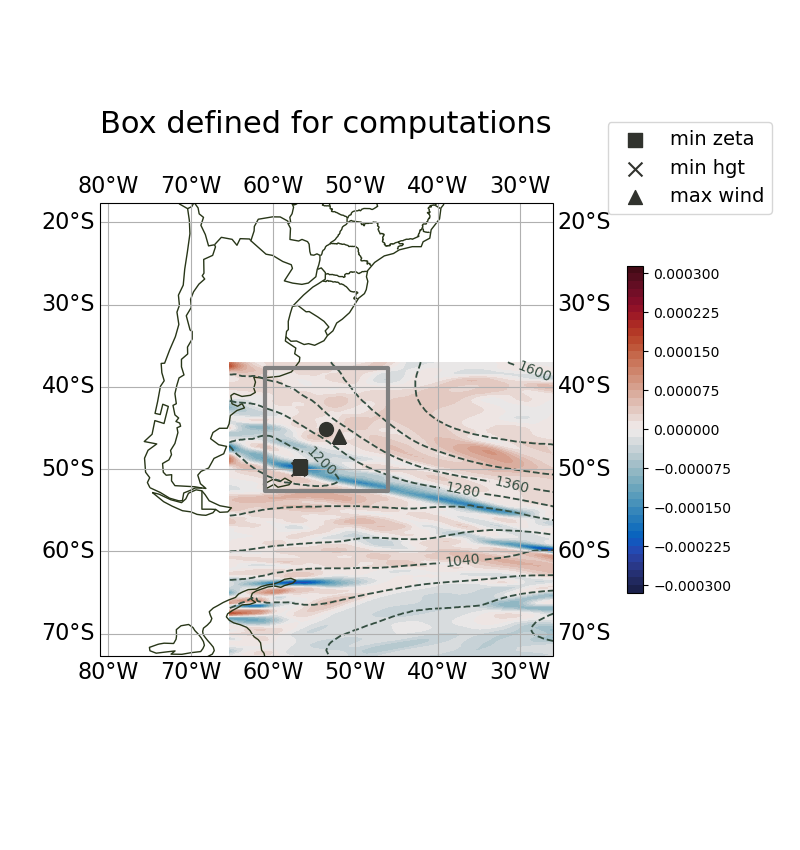 Box defined for computations
min zeta
min hgt
max wind
80°W 70°W 60°W 50°W 40°W 30°W
20°S 20°S
30°S 30°S
40°S 40°S
50°S 50°S
60°S 60°S
70°S 70°S
80°W 70°W 60°W 50°W 40°W 30°W
1600
1200
1360
1280
1040
0.000300
0.000225
0.000150
0.000075
0.000000
−0.000075
−0.000150
−0.000225
−0.000300